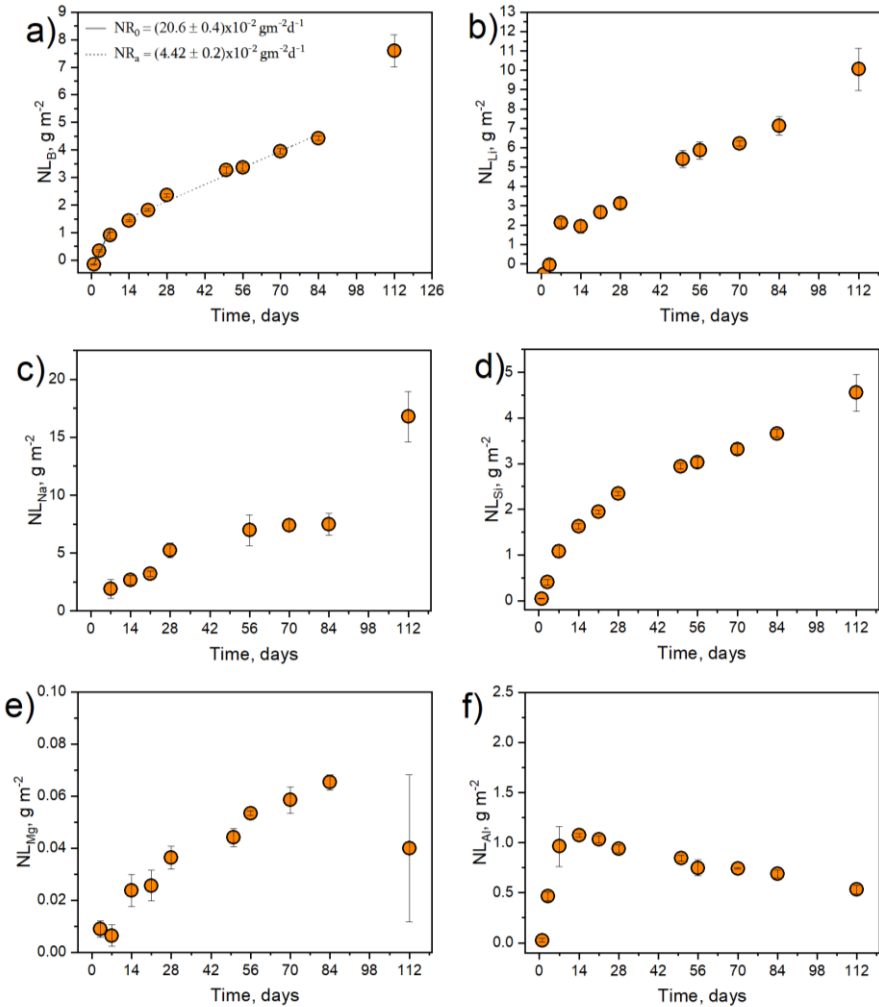 a)
NR₀ = (20.6 ± 0.4)x10⁻² gm⁻²d⁻¹
NRₐ = (4.42 ± 0.2)x10⁻² gm⁻²d⁻¹
9
8
7
6
5
4
3
2
1
0
NL_B, g m⁻²
0 14 28 42 56 70 84 98 112 126
Time, days
b)
13
12
11
10
9
8
7
6
5
4
3
2
1
0
NL_Li, g m⁻²
0 14 28 42 56 70 84 98 112
Time, days
c)
20
15
10
5
0
NL_Na, g m⁻²
0 14 28 42 56 70 84 98 112
Time, days
d)
5
4
3
2
1
0
NL_Si, g m⁻²
0 14 28 42 56 70 84 98 112
Time, days
e)
0.10
0.08
0.06
0.04
0.02
0.00
NL_Mg, g m⁻²
0 14 28 42 56 70 84 98 112
Time, days
f)
2.5
2.0
1.5
1.0
0.5
0.0
NL_Al, g m⁻²
0 14 28 42 56 70 84 98 112
Time, days